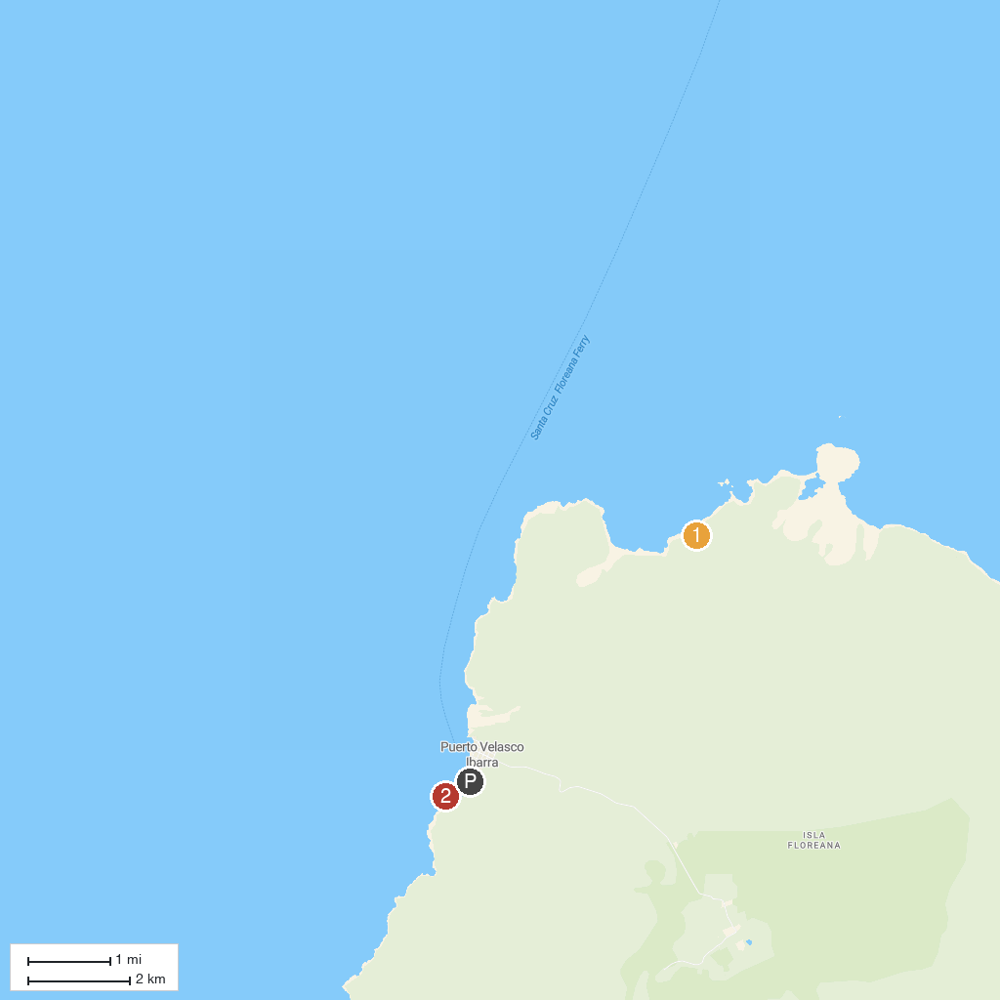 Santa Cruz Floreana Ferry
1
Puerto Velasco
Ibarra
P
2
ISLA
FLOREANA
1 mi
2 km